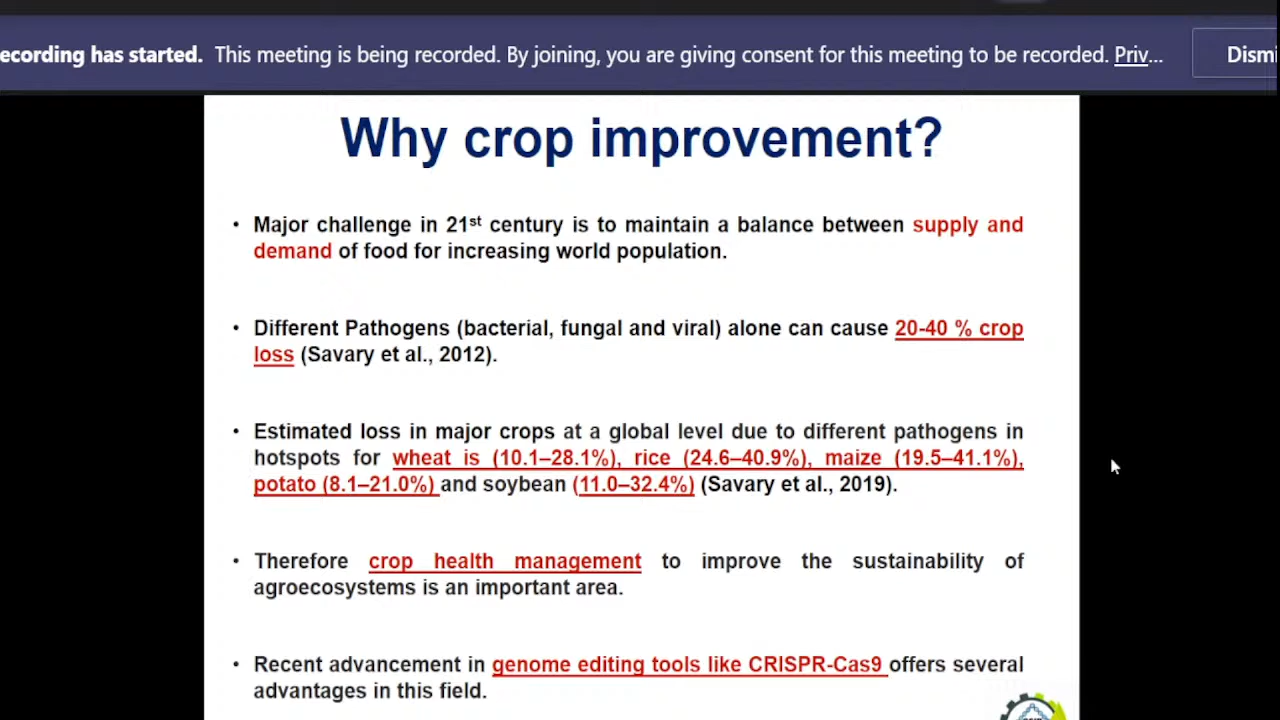 ecording has started. This meeting is being recorded. By joining, you are giving consent for this meeting to be recorded. Priv...
Dismi
Why crop improvement?
• Major challenge in 21st century is to maintain a balance between supply and
demand of food for increasing world population.
• Different Pathogens (bacterial, fungal and viral) alone can cause 20-40 % crop
loss (Savary et al., 2012).
• Estimated loss in major crops at a global level due to different pathogens in
hotspots for wheat is (10.1–28.1%), rice (24.6–40.9%), maize (19.5–41.1%),
potato (8.1–21.0%) and soybean (11.0–32.4%) (Savary et al., 2019).
• Therefore crop health management to improve the sustainability of
agroecosystems is an important area.
• Recent advancement in genome editing tools like CRISPR-Cas9 offers several
advantages in this field.